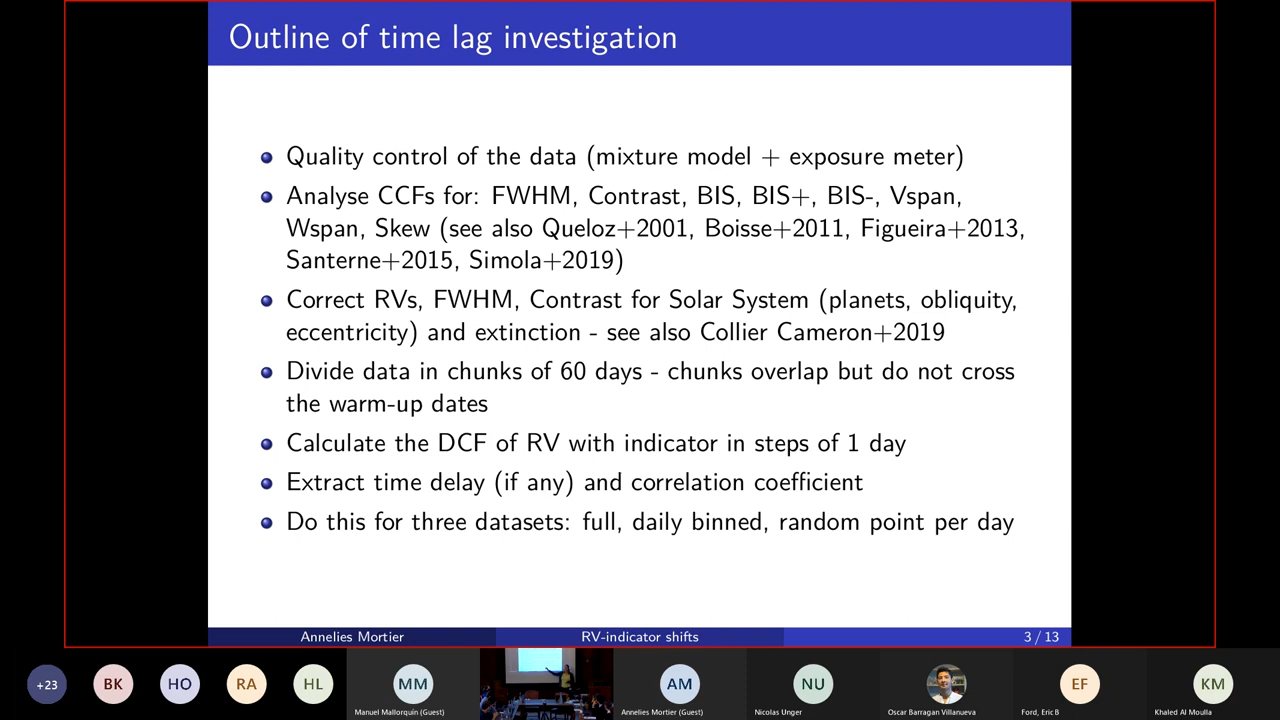 Outline of time lag investigation
Quality control of the data (mixture model + exposure meter)
Analyse CCFs for: FWHM, Contrast, BIS, BIS+, BIS-, Vspan,
Wspan, Skew (see also Queloz+2001, Boisse+2011, Figueira+2013,
Santerne+2015, Simola+2019)
Correct RVs, FWHM, Contrast for Solar System (planets, obliquity,
eccentricity) and extinction - see also Collier Cameron+2019
Divide data in chunks of 60 days - chunks overlap but do not cross
the warm-up dates
Calculate the DCF of RV with indicator in steps of 1 day
Extract time delay (if any) and correlation coefficient
Do this for three datasets: full, daily binned, random point per day
Annelies Mortier RV-indicator shifts 3 / 13
+23 BK HO RA HL MM AM NU EF KM
Manuel Mallorquín (Guest) Annelies Mortier (Guest) Nicolas Unger Oscar Barragan Villanueva Ford, Eric B Khaled Al Moulla